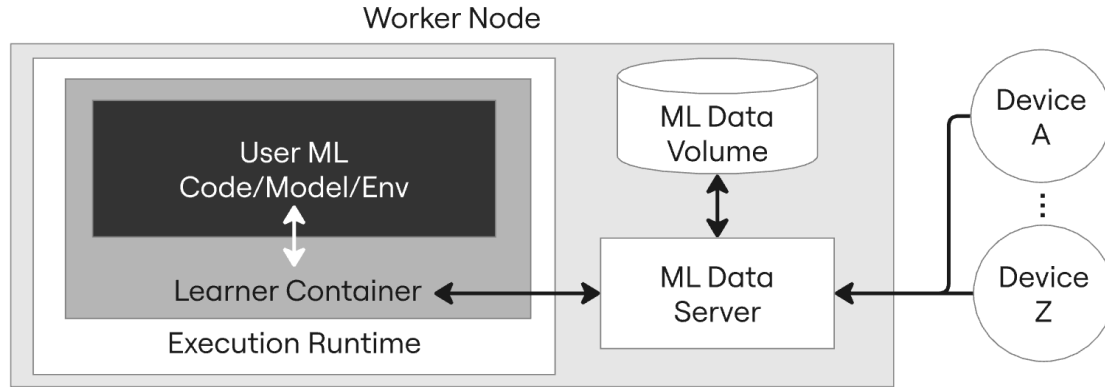 Worker Node
User ML
Code/Model/Env
Learner Container
Execution Runtime
ML Data
Volume
ML Data
Server
Device
A
Device
Z